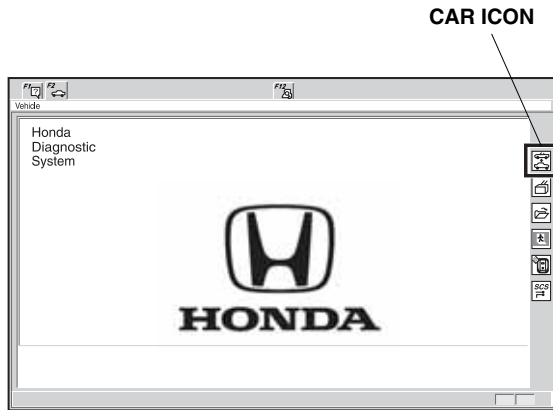 CAR ICON
F1 ? F2 F12
Vehicle
Honda
Diagnostic
System
HONDA
SCS